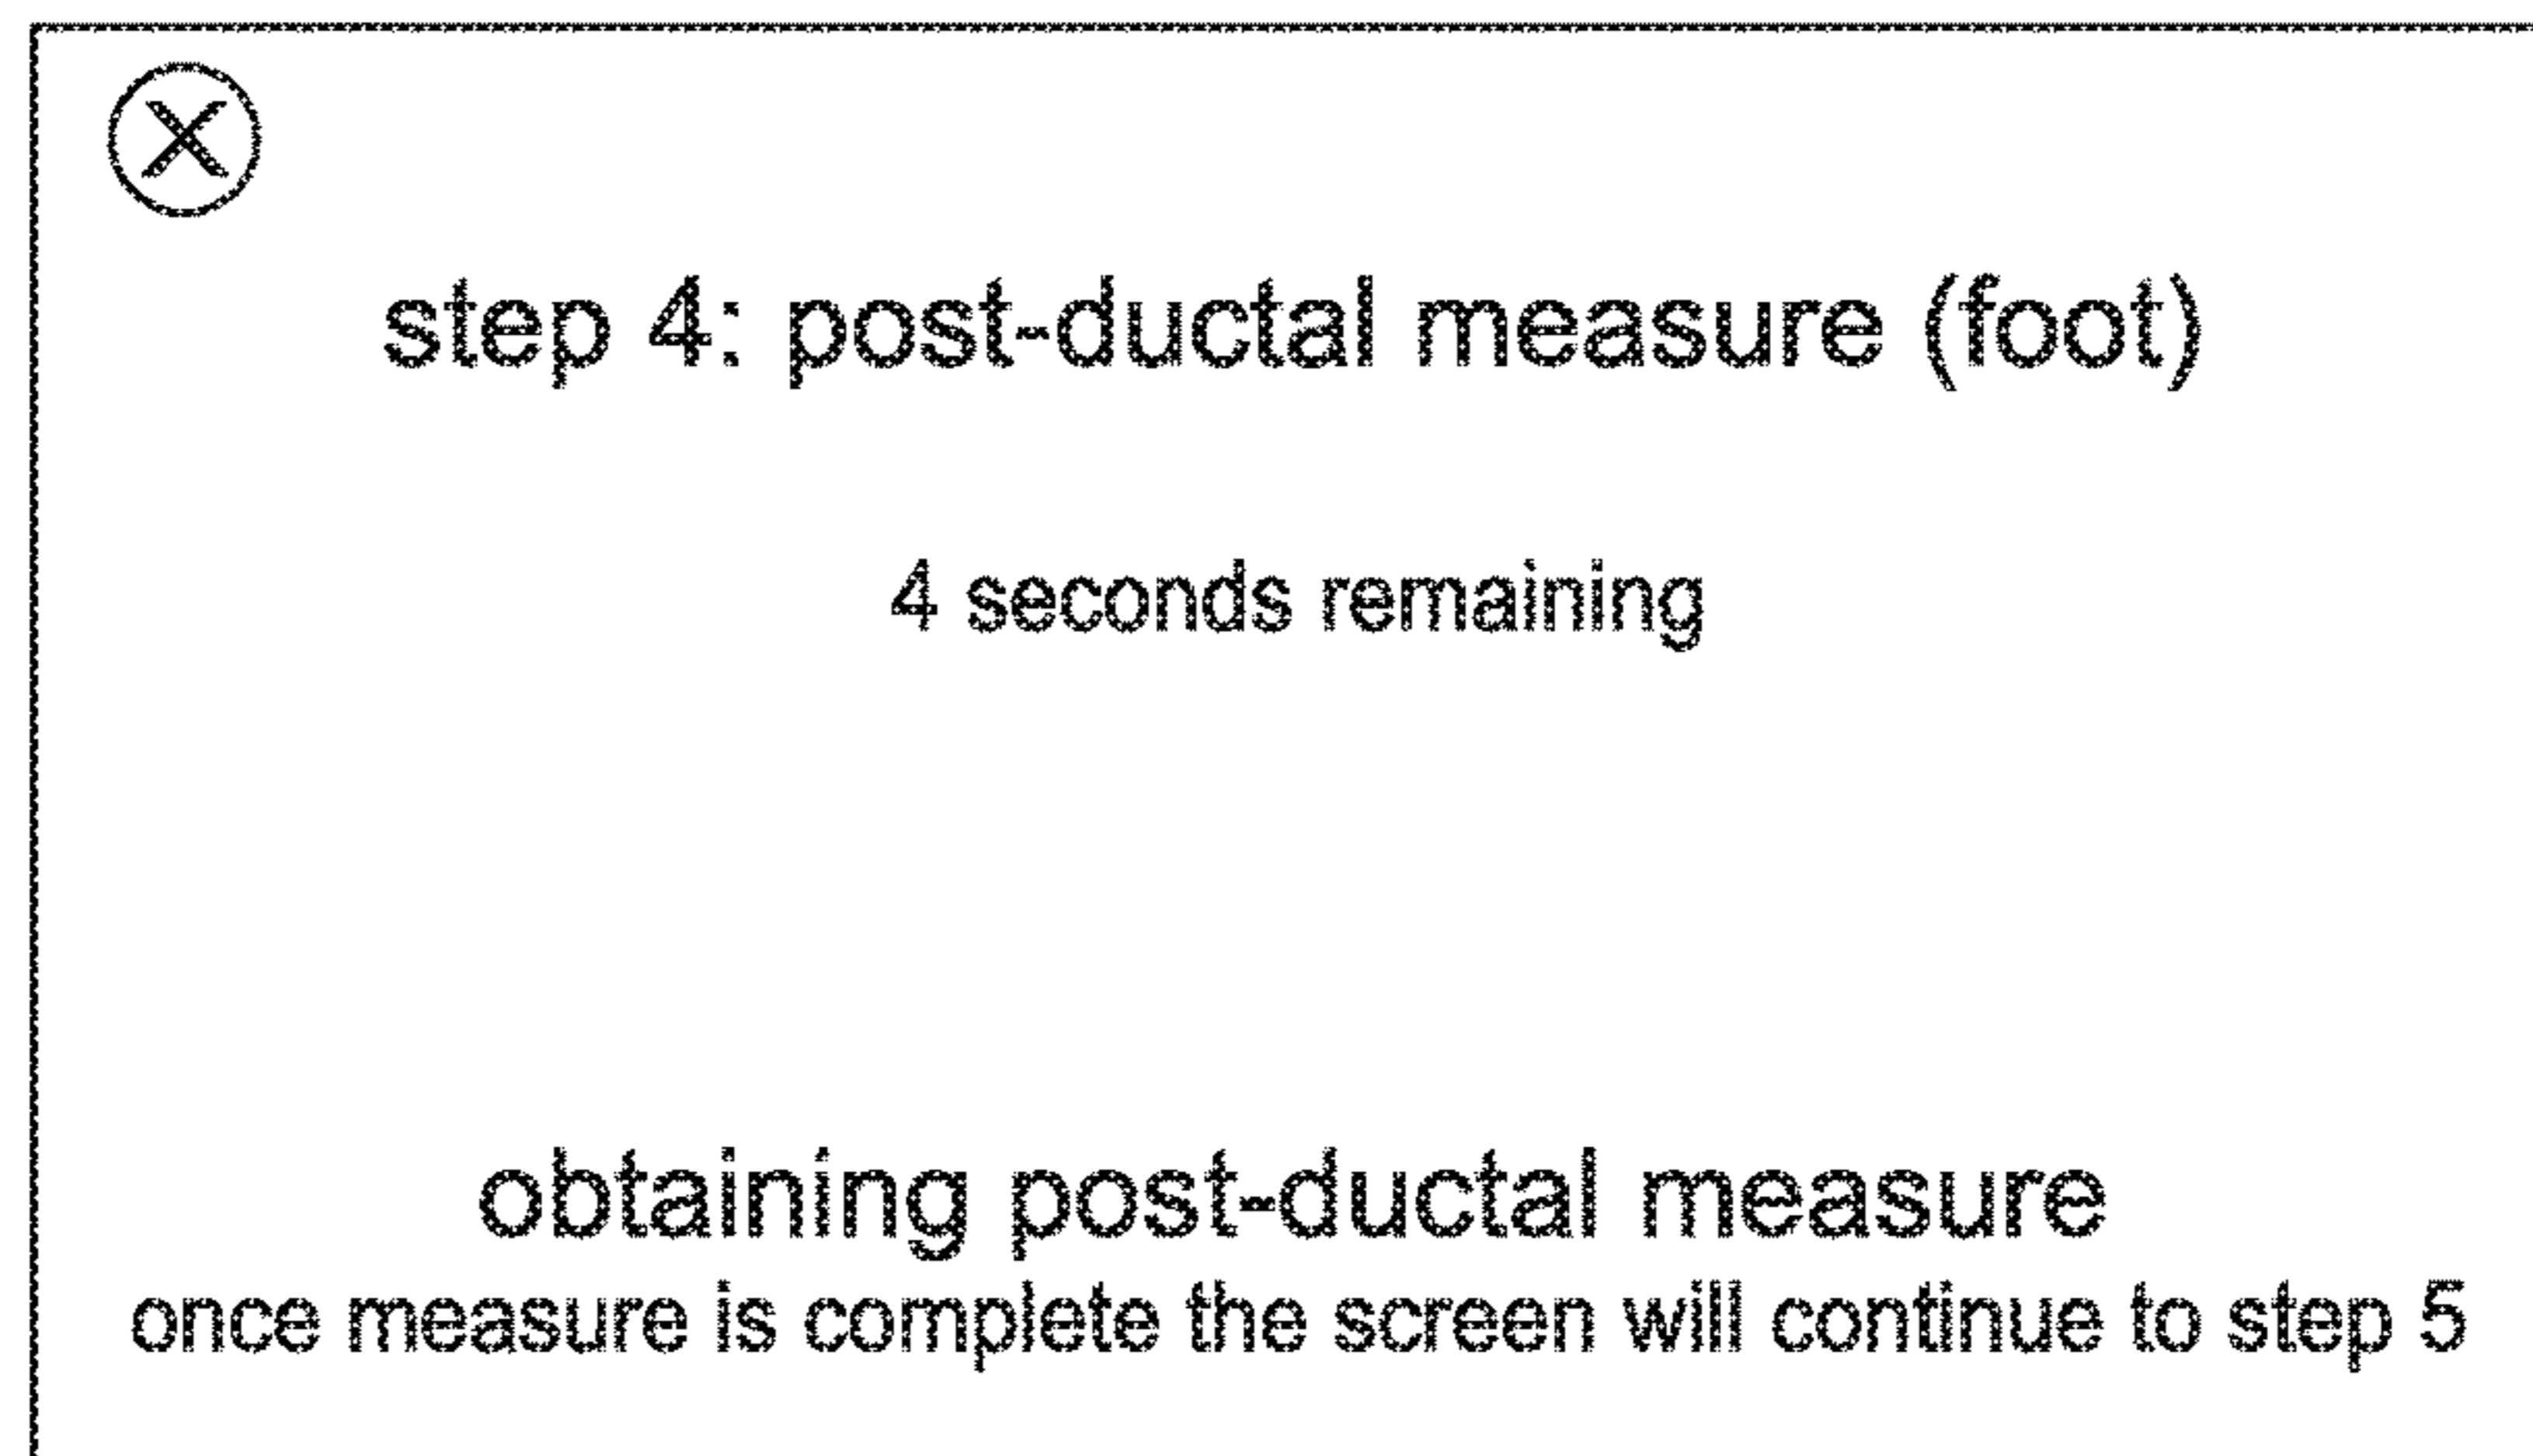 step 4: post-ductal measure (foot)
4 seconds remaining
obtaining post-ductal measure
once measure is complete the screen will continue to step 5